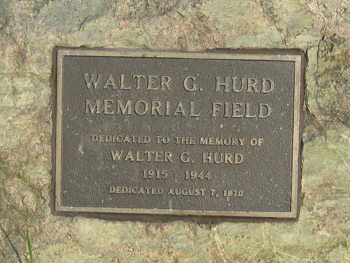 WALTER G. HURD
MEMORIAL FIELD
DEDICATED TO THE MEMORY OF
WALTER G. HURD
1915 - 1944
DEDICATED AUGUST 7, 1970